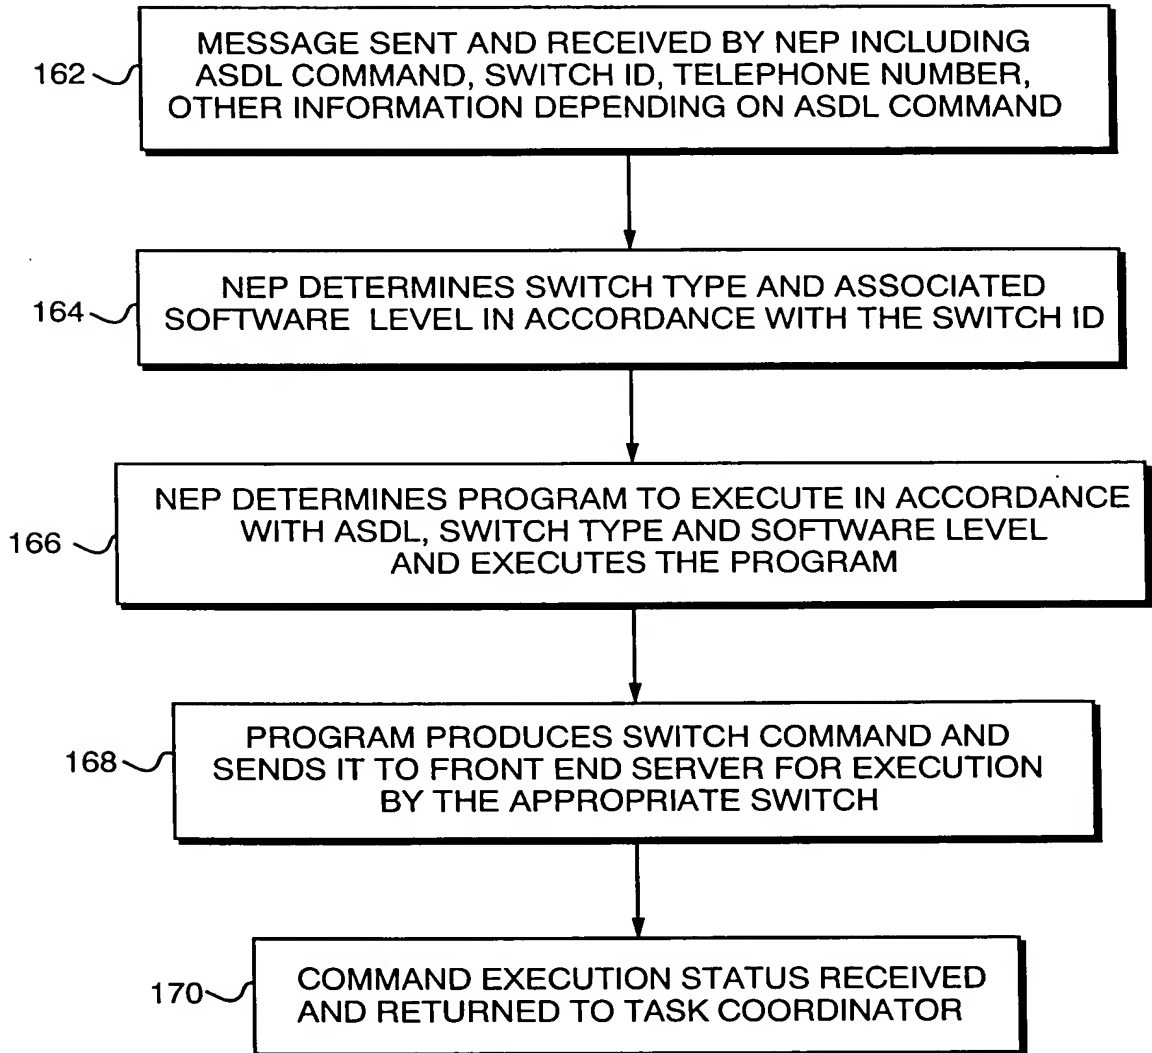 162
MESSAGE SENT AND RECEIVED BY NEP INCLUDING
ASDL COMMAND, SWITCH ID, TELEPHONE NUMBER,
OTHER INFORMATION DEPENDING ON ASDL COMMAND
164
NEP DETERMINES SWITCH TYPE AND ASSOCIATED
SOFTWARE LEVEL IN ACCORDANCE WITH THE SWITCH ID
166
NEP DETERMINES PROGRAM TO EXECUTE IN ACCORDANCE
WITH ASDL, SWITCH TYPE AND SOFTWARE LEVEL
AND EXECUTES THE PROGRAM
168
PROGRAM PRODUCES SWITCH COMMAND AND
SENDS IT TO FRONT END SERVER FOR EXECUTION
BY THE APPROPRIATE SWITCH
170
COMMAND EXECUTION STATUS RECEIVED
AND RETURNED TO TASK COORDINATOR